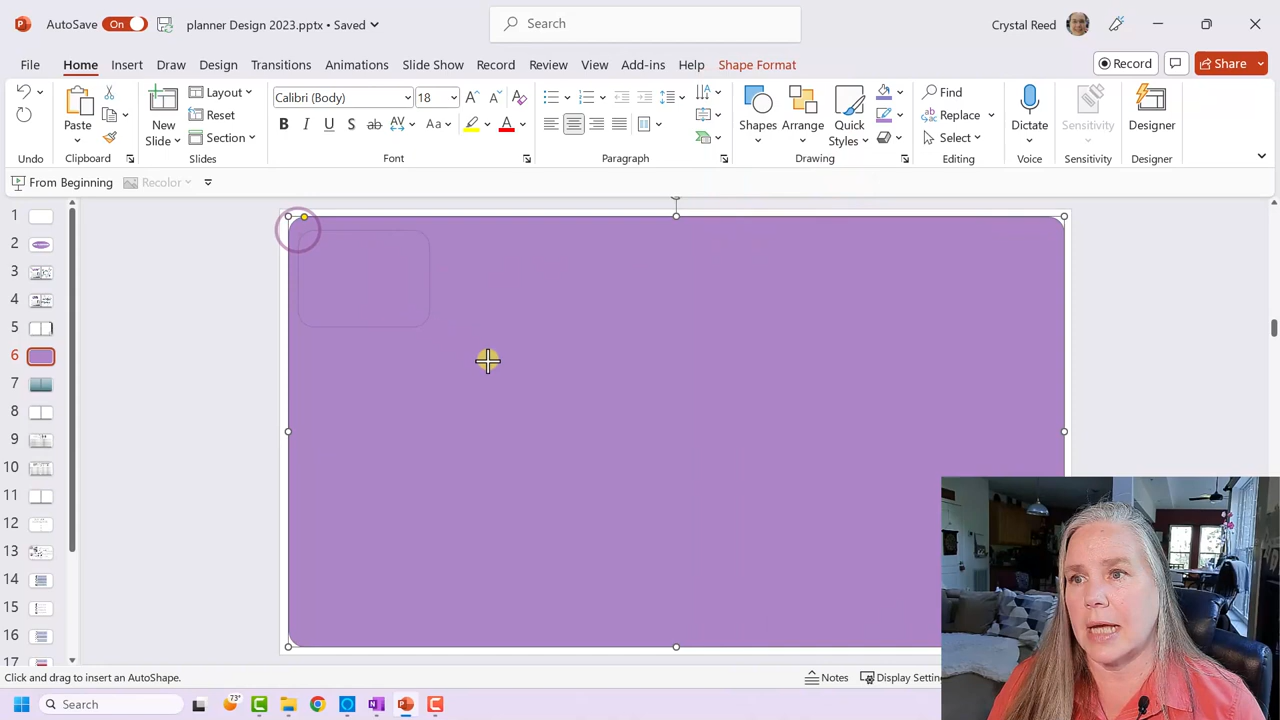 AutoSave On planner Design 2023.pptx • Saved Search Crystal Reed
File Home Insert Draw Design Transitions Animations Slide Show Record Review View Add-ins Help Shape Format Record Share
Paste
New Slide
Layout
Reset
Section
Calibri (Body) 18
B I U S ab AV Aa A
Shapes
Arrange
Quick Styles
Find
Replace
Select
Dictate
Sensitivity
Designer
Undo Clipboard Slides Font Paragraph Drawing Editing Voice Sensitivity Designer
From Beginning Recolor
1
2
3
4
5
6
7
8
9
10
11
12
13
14
15
16
17
Click and drag to insert an AutoShape. Notes Display Settin
Search 73°